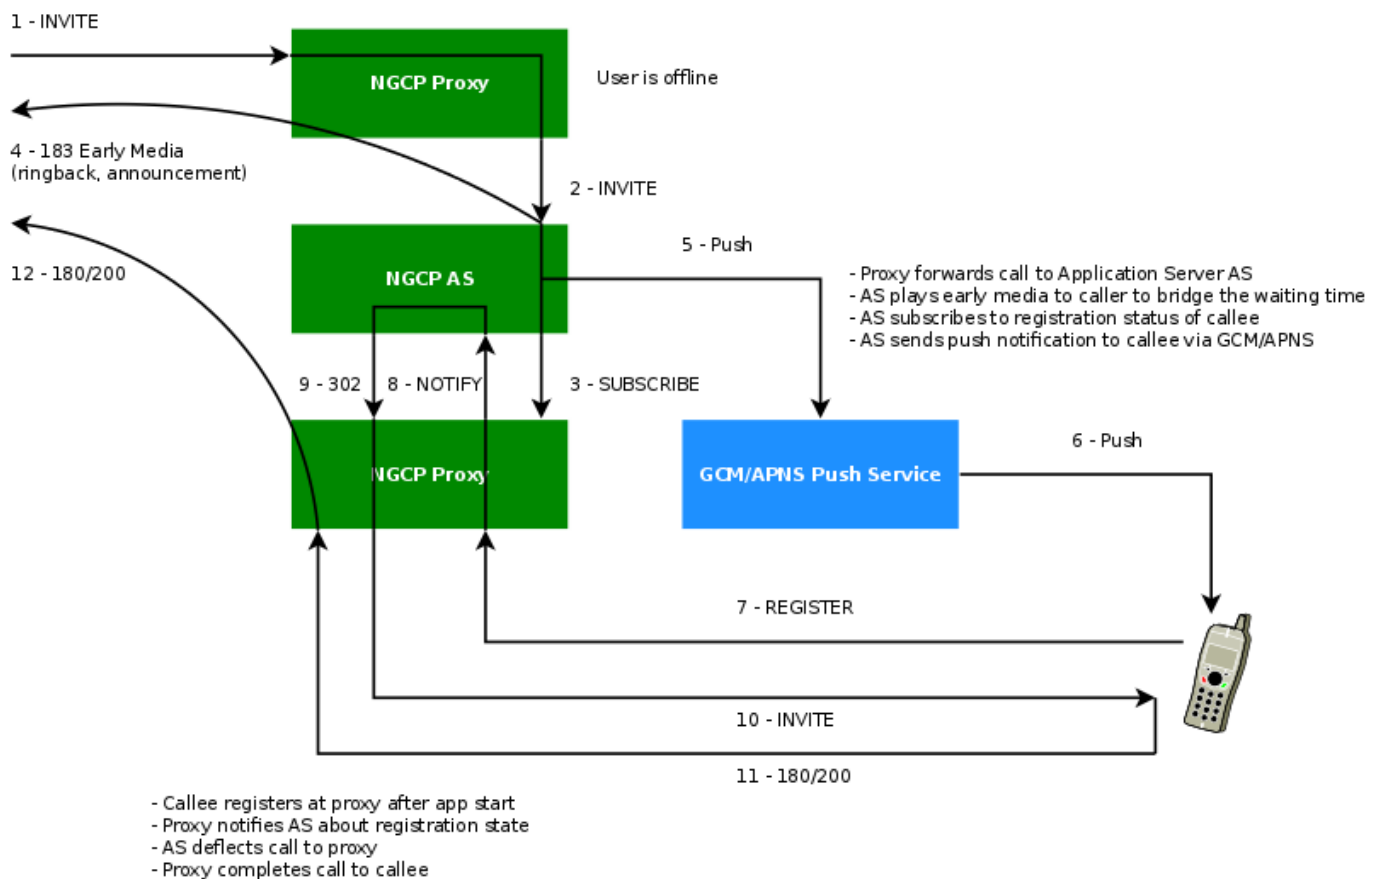 1 - INVITE
NGCP Proxy
User is offline
4 - 183 Early Media
(ringback, announcement)
2 - INVITE
5 - Push
12 - 180/200
NGCP AS
- Proxy forwards call to Application Server AS
- AS plays early media to caller to bridge the waiting time
- AS subscribes to registration status of callee
- AS sends push notification to callee via GCM/APNS
9 - 302
8 - NOTIFY
3 - SUBSCRIBE
6 - Push
NGCP Proxy
GCM/APNS Push Service
7 - REGISTER
10 - INVITE
11 - 180/200
- Callee registers at proxy after app start
- Proxy notifies AS about registration state
- AS deflects call to proxy
- Proxy completes call to callee